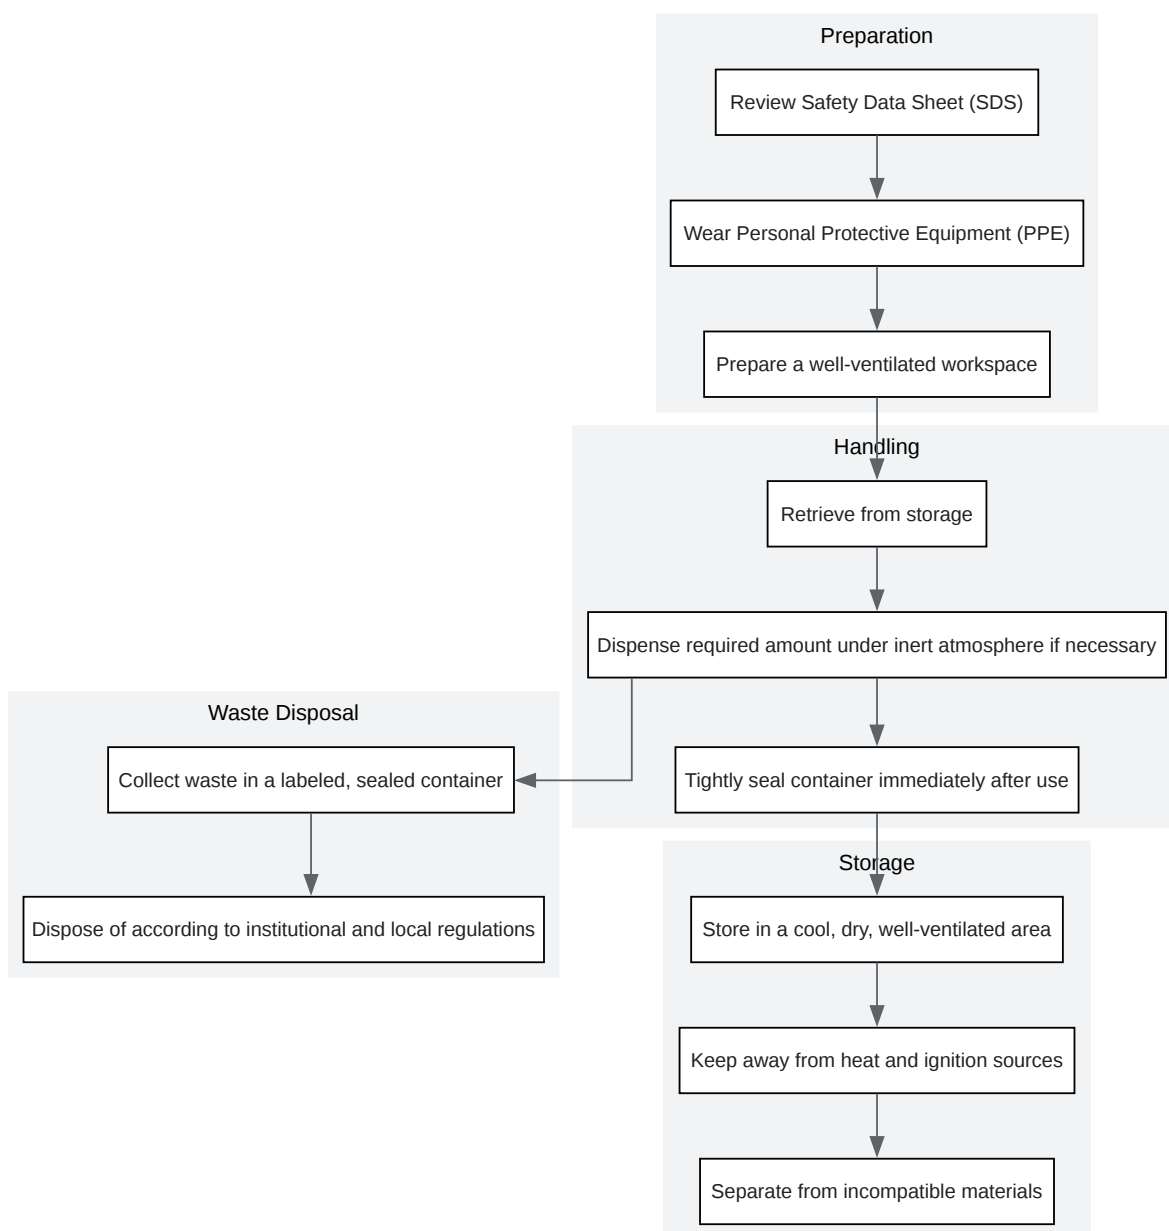 Preparation
Review Safety Data Sheet (SDS)
Wear Personal Protective Equipment (PPE)
Prepare a well-ventilated workspace
Handling
Retrieve from storage
Dispense required amount under inert atmosphere if necessary
Tightly seal container immediately after use
Waste Disposal
Collect waste in a labeled, sealed container
Dispose of according to institutional and local regulations
Storage
Store in a cool, dry, well-ventilated area
Keep away from heat and ignition sources
Separate from incompatible materials